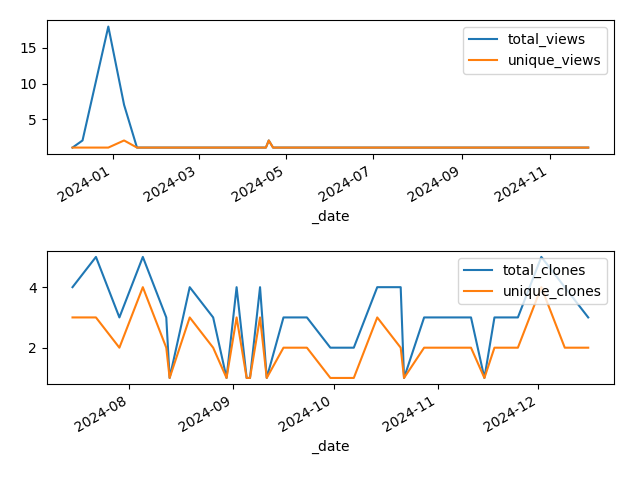 total_views
unique_views
15
10
5
2024-01
2024-03
2024-05
2024-07
2024-09
2024-11
_date
total_clones
unique_clones
4
2
2024-08
2024-09
2024-10
2024-11
2024-12
_date